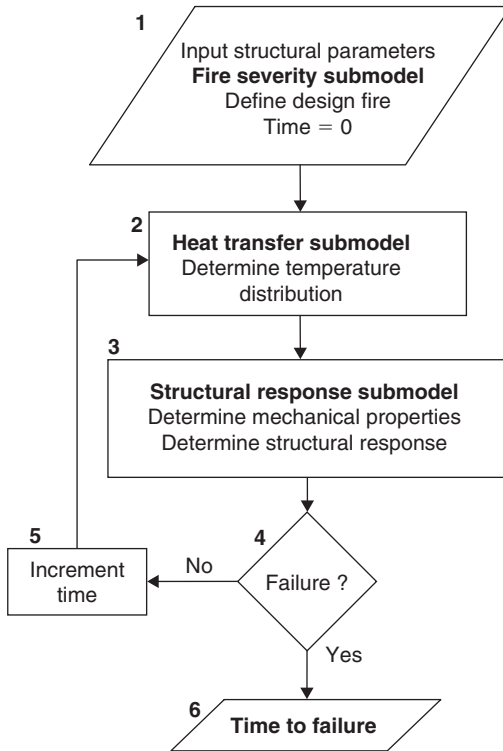 1
Input structural parameters
Fire severity submodel
Define design fire
Time = 0
2
Heat transfer submodel
Determine temperature
distribution
3
Structural response submodel
Determine mechanical properties
Determine structural response
4
Failure ?
No
5
Increment
time
Yes
6
Time to failure